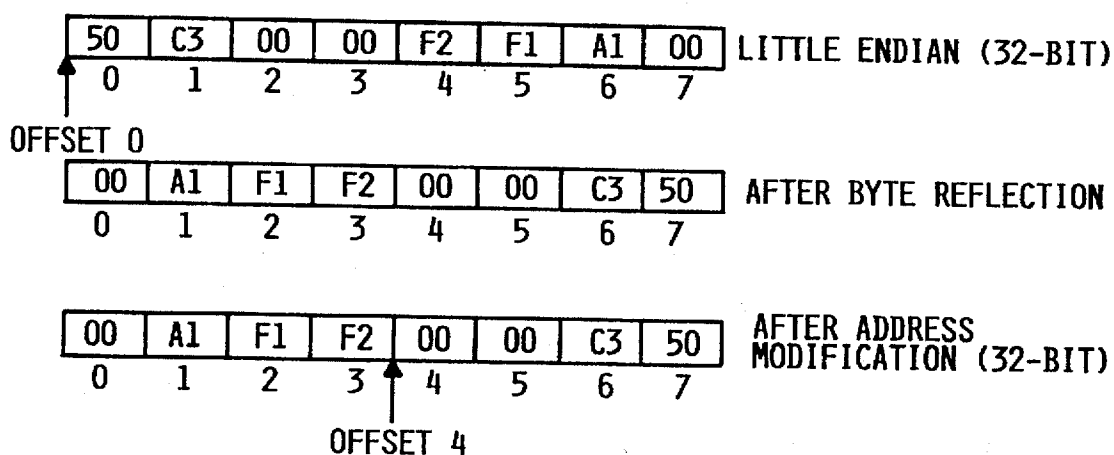 50 C3 00 00 F2 F1 A1 00 LITTLE ENDIAN (32-BIT)
0 1 2 3 4 5 6 7
OFFSET 0
00 A1 F1 F2 00 00 C3 50 AFTER BYTE REFLECTION
0 1 2 3 4 5 6 7
00 A1 F1 F2 00 00 C3 50 AFTER ADDRESS
MODIFICATION (32-BIT)
0 1 2 3 4 5 6 7
OFFSET 4